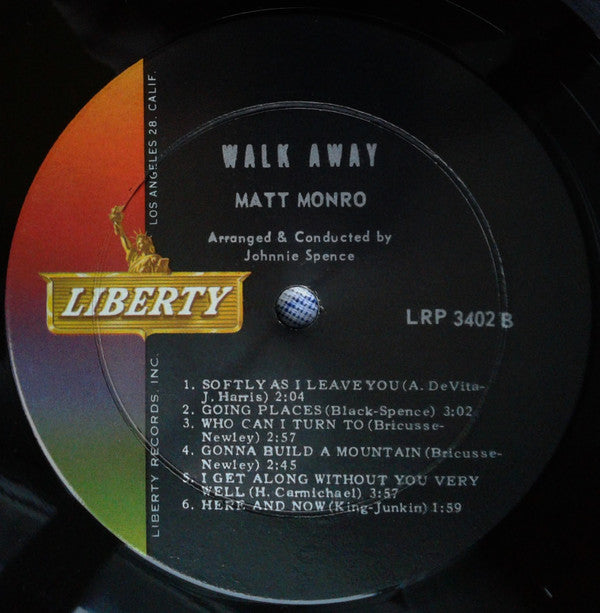 WALK AWAY
MATT MONRO
Arranged & Conducted by
Johnnie Spence
LOS ANGELES 28, CALIF.
LIBERTY
LIBERTY RECORDS, INC.
LRP 3402 B
1. SOFTLY AS I LEAVE YOU (A. DeVita-
J. Harris) 2:04
2. GOING PLACES (Black-Spence) 3:02
3. WHO CAN I TURN TO (Bricusse-
Newley) 2:57
4. GONNA BUILD A MOUNTAIN (Bricusse-
Newley) 2:45
5. I GET ALONG WITHOUT YOU VERY
WELL (H. Carmichael) 3:57
6. HERE AND NOW (King-Junkin) 1:59